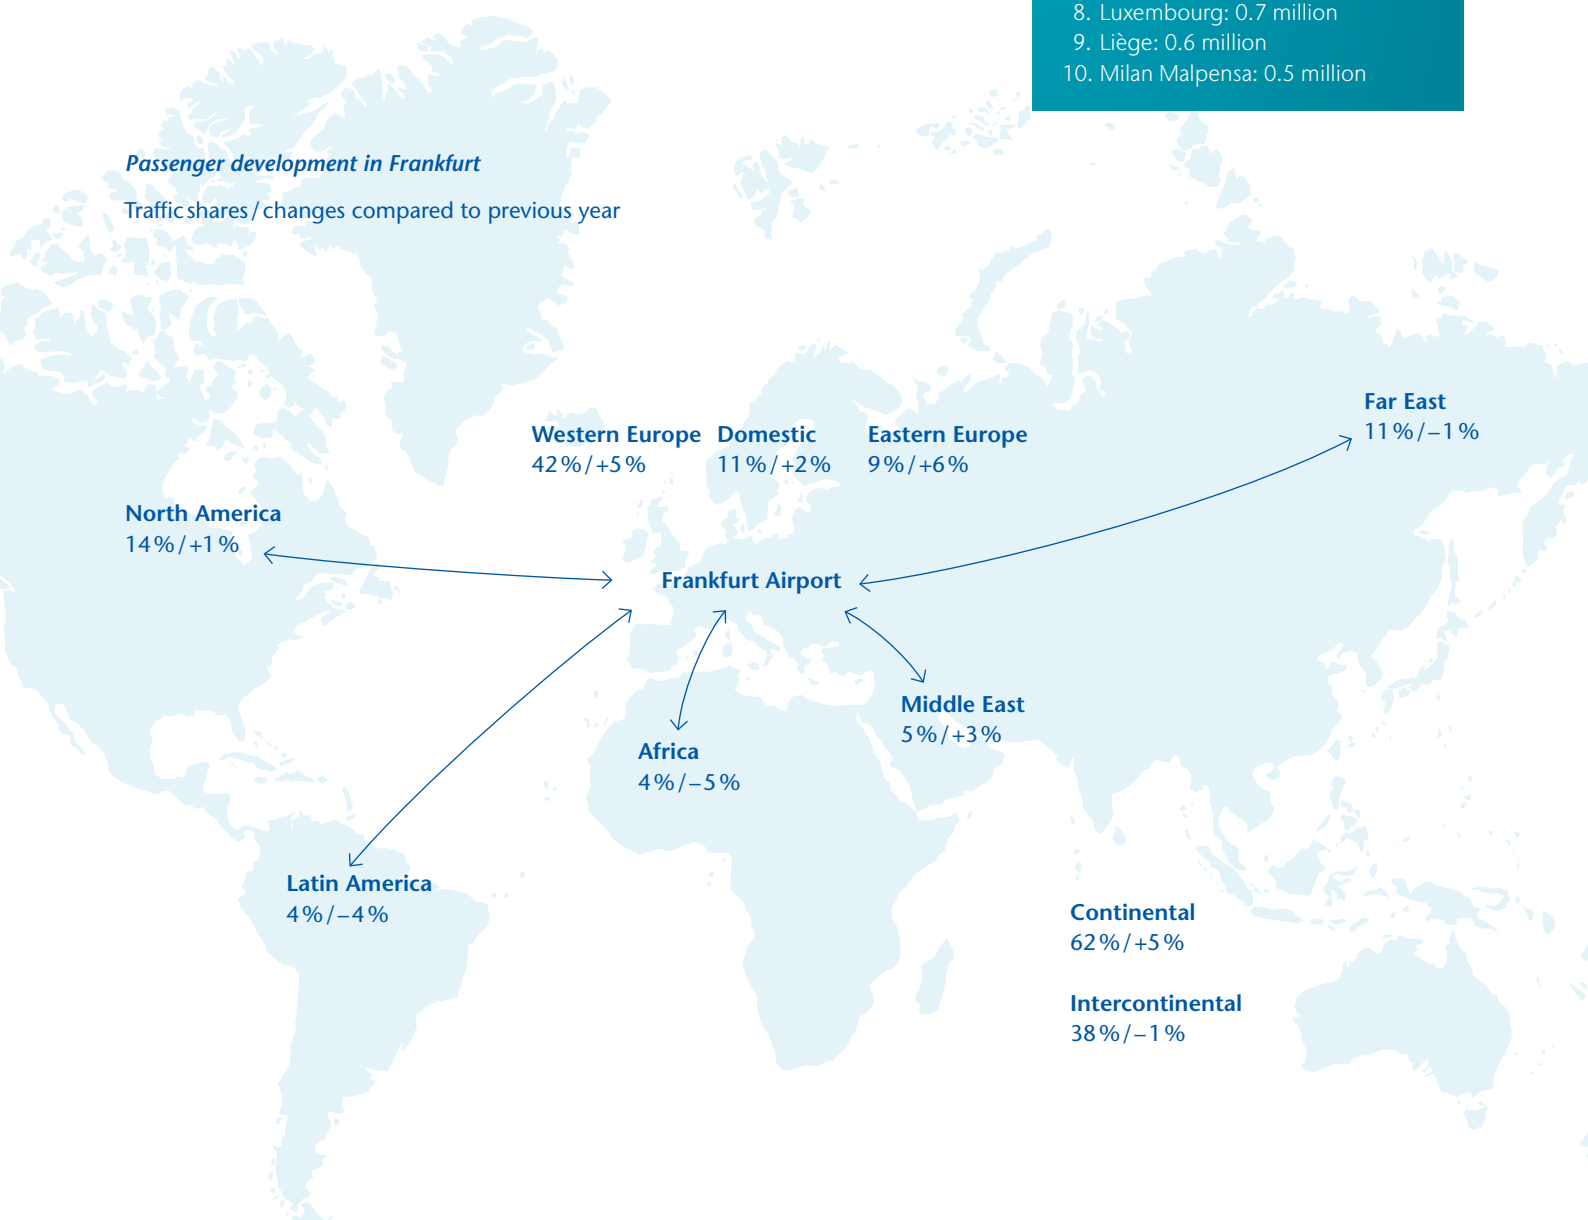 8. Luxembourg: 0.7 million
9. Liège: 0.6 million
10. Milan Malpensa: 0.5 million
Passenger development in Frankfurt
Traffic shares / changes compared to previous year
Far East
11 % / – 1 %
Western Europe
42 % / +5 %
Domestic
11 % / +2 %
Eastern Europe
9 % / +6 %
North America
14 % / +1 %
Frankfurt Airport
Middle East
5 % / +3 %
Africa
4 % / – 5 %
Latin America
4 % / – 4 %
Continental
62 % / +5 %
Intercontinental
38 % / – 1 %